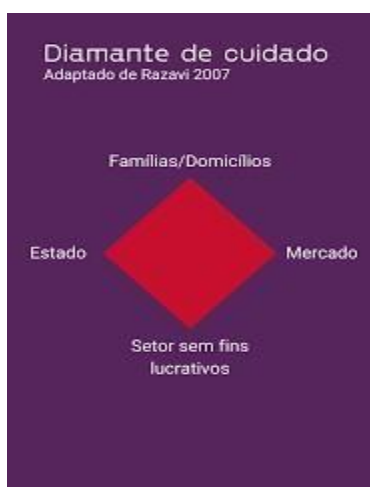 Diamante de cuidado
Adaptado de Razavi 2007
Famílias/Domicílios
Estado
Mercado
Setor sem fins
lucrativos